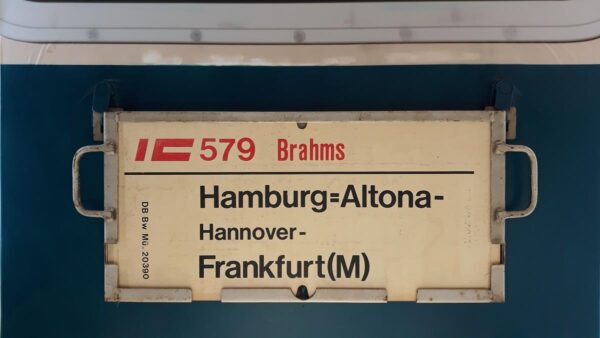 IC 579 Brahms
Hamburg=Altona-
Hannover-
Frankfurt(M)
DB Bw Mü. 20390